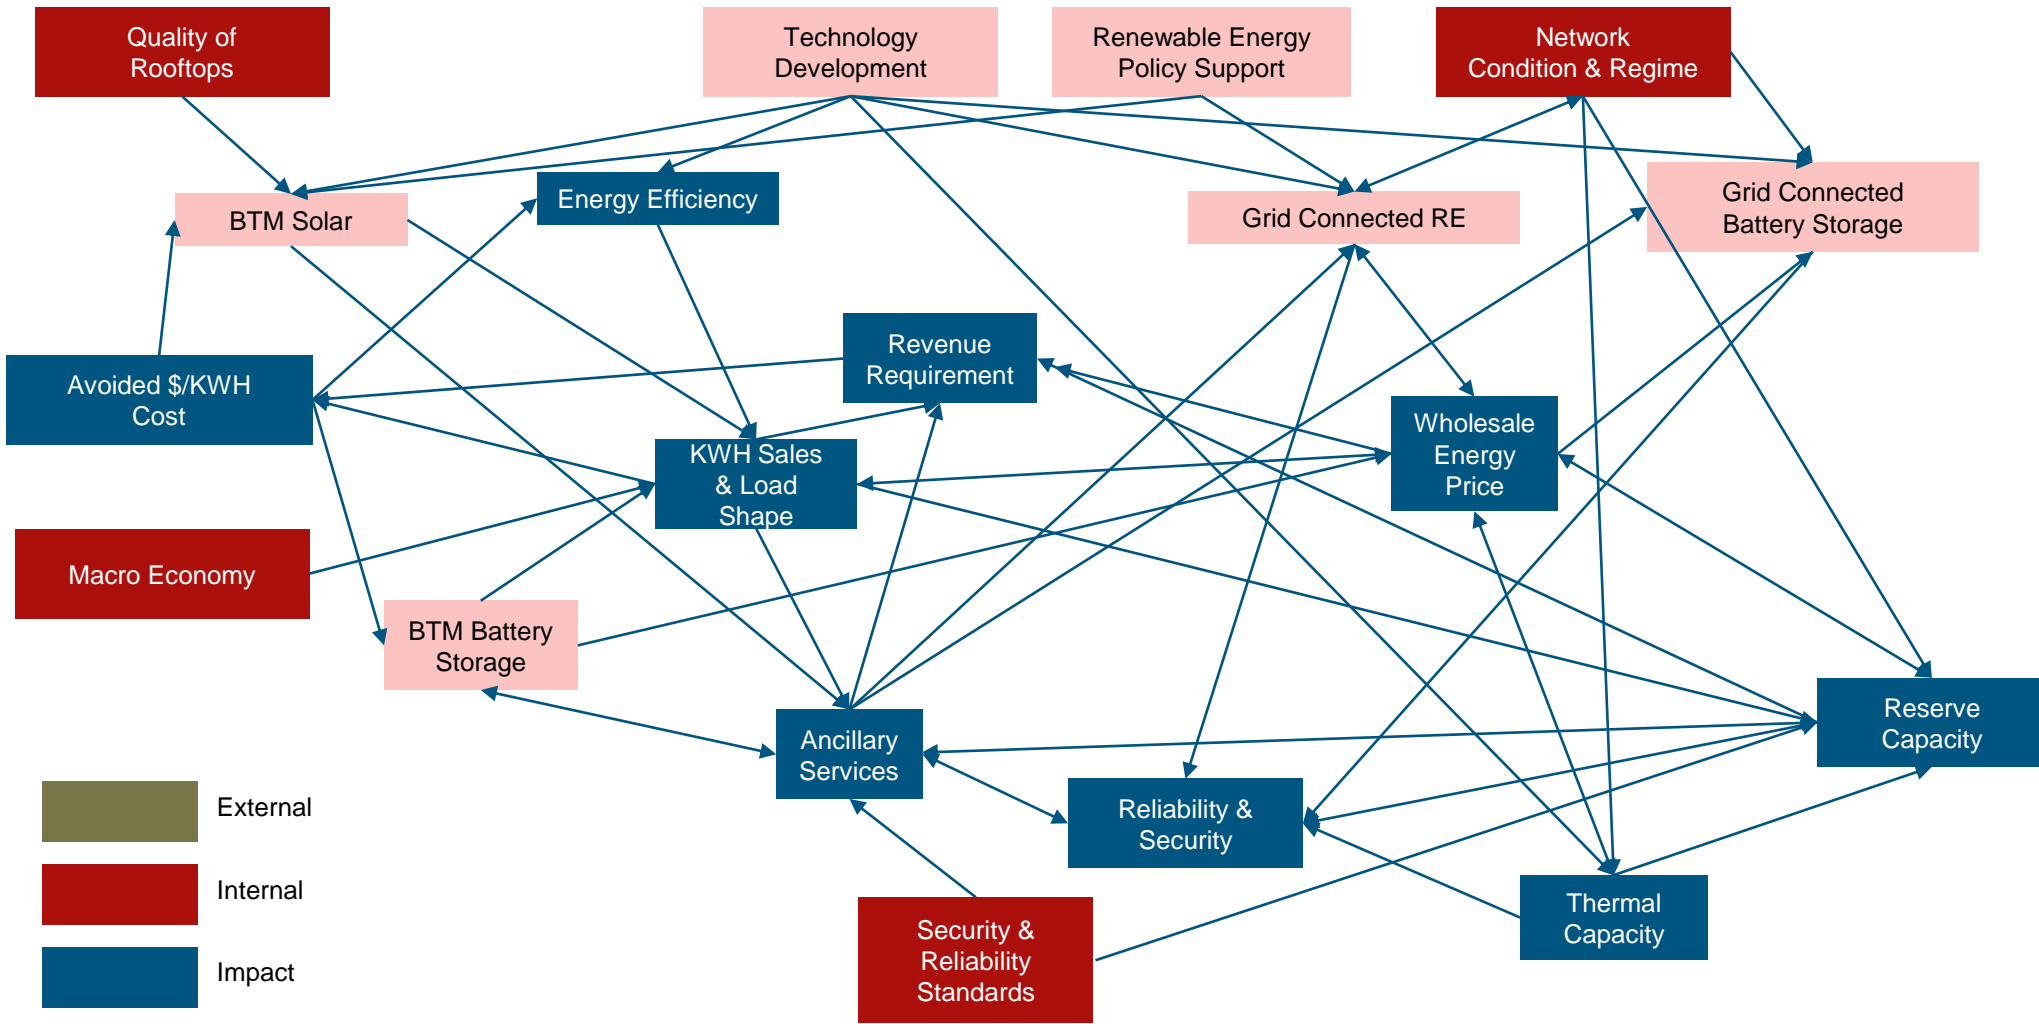 Quality of
Rooftops
Technology
Development
Renewable Energy
Policy Support
Network
Condition & Regime
BTM Solar
Energy Efficiency
Grid Connected RE
Grid Connected
Battery Storage
Revenue
Requirement
Avoided $/KWH
Cost
Wholesale
Energy
Price
KWH Sales
& Load
Shape
Macro Economy
BTM Battery
Storage
Ancillary
Services
Reserve
Capacity
Reliability &
Security
Thermal
Capacity
Security &
Reliability
Standards
External
Internal
Impact